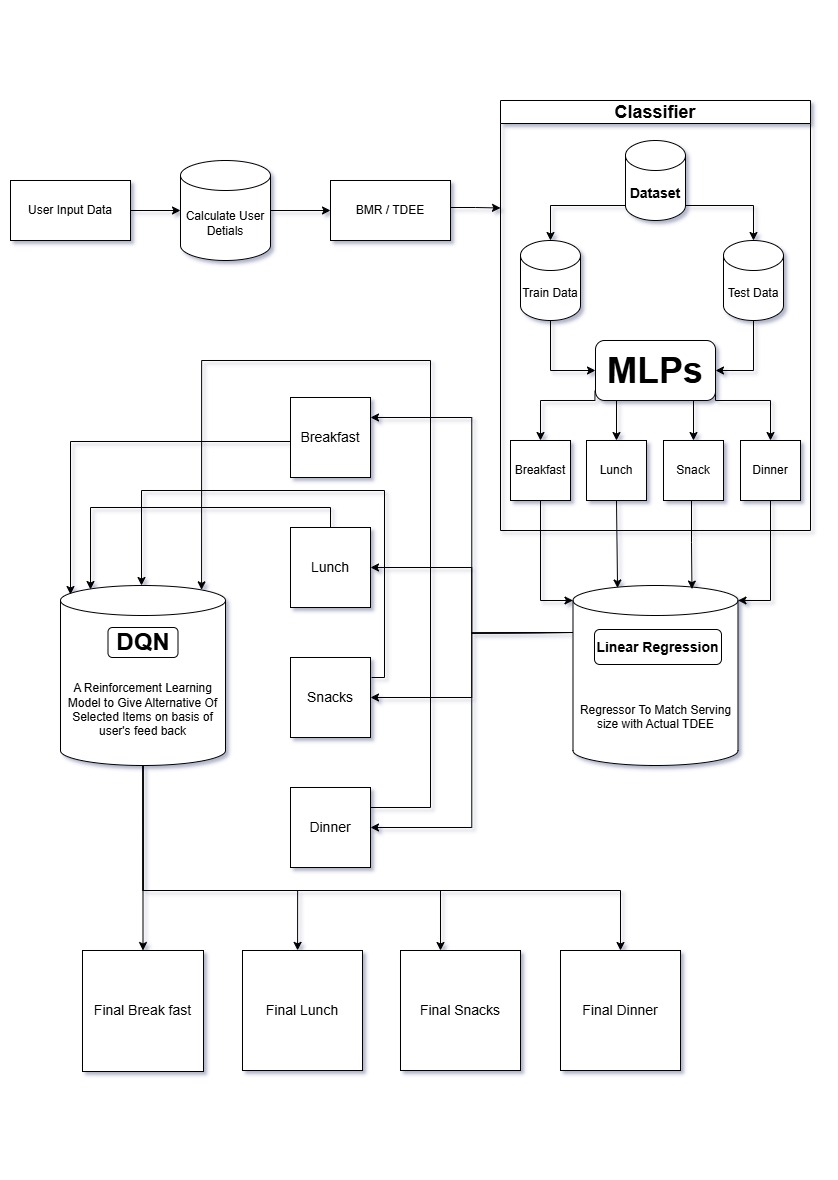 Classifier
Dataset
User Input Data
Calculate User
Detials
BMR / TDEE
Train Data
Test Data
MLPs
Breakfast
Lunch
Snack
Dinner
Breakfast
Lunch
Snacks
Dinner
DQN
A Reinforcement Learning
Model to Give Alternative Of
Selected Items on basis of
user's feed back
Linear Regression
Regressor To Match Serving
size with Actual TDEE
Final Break fast
Final Lunch
Final Snacks
Final Dinner